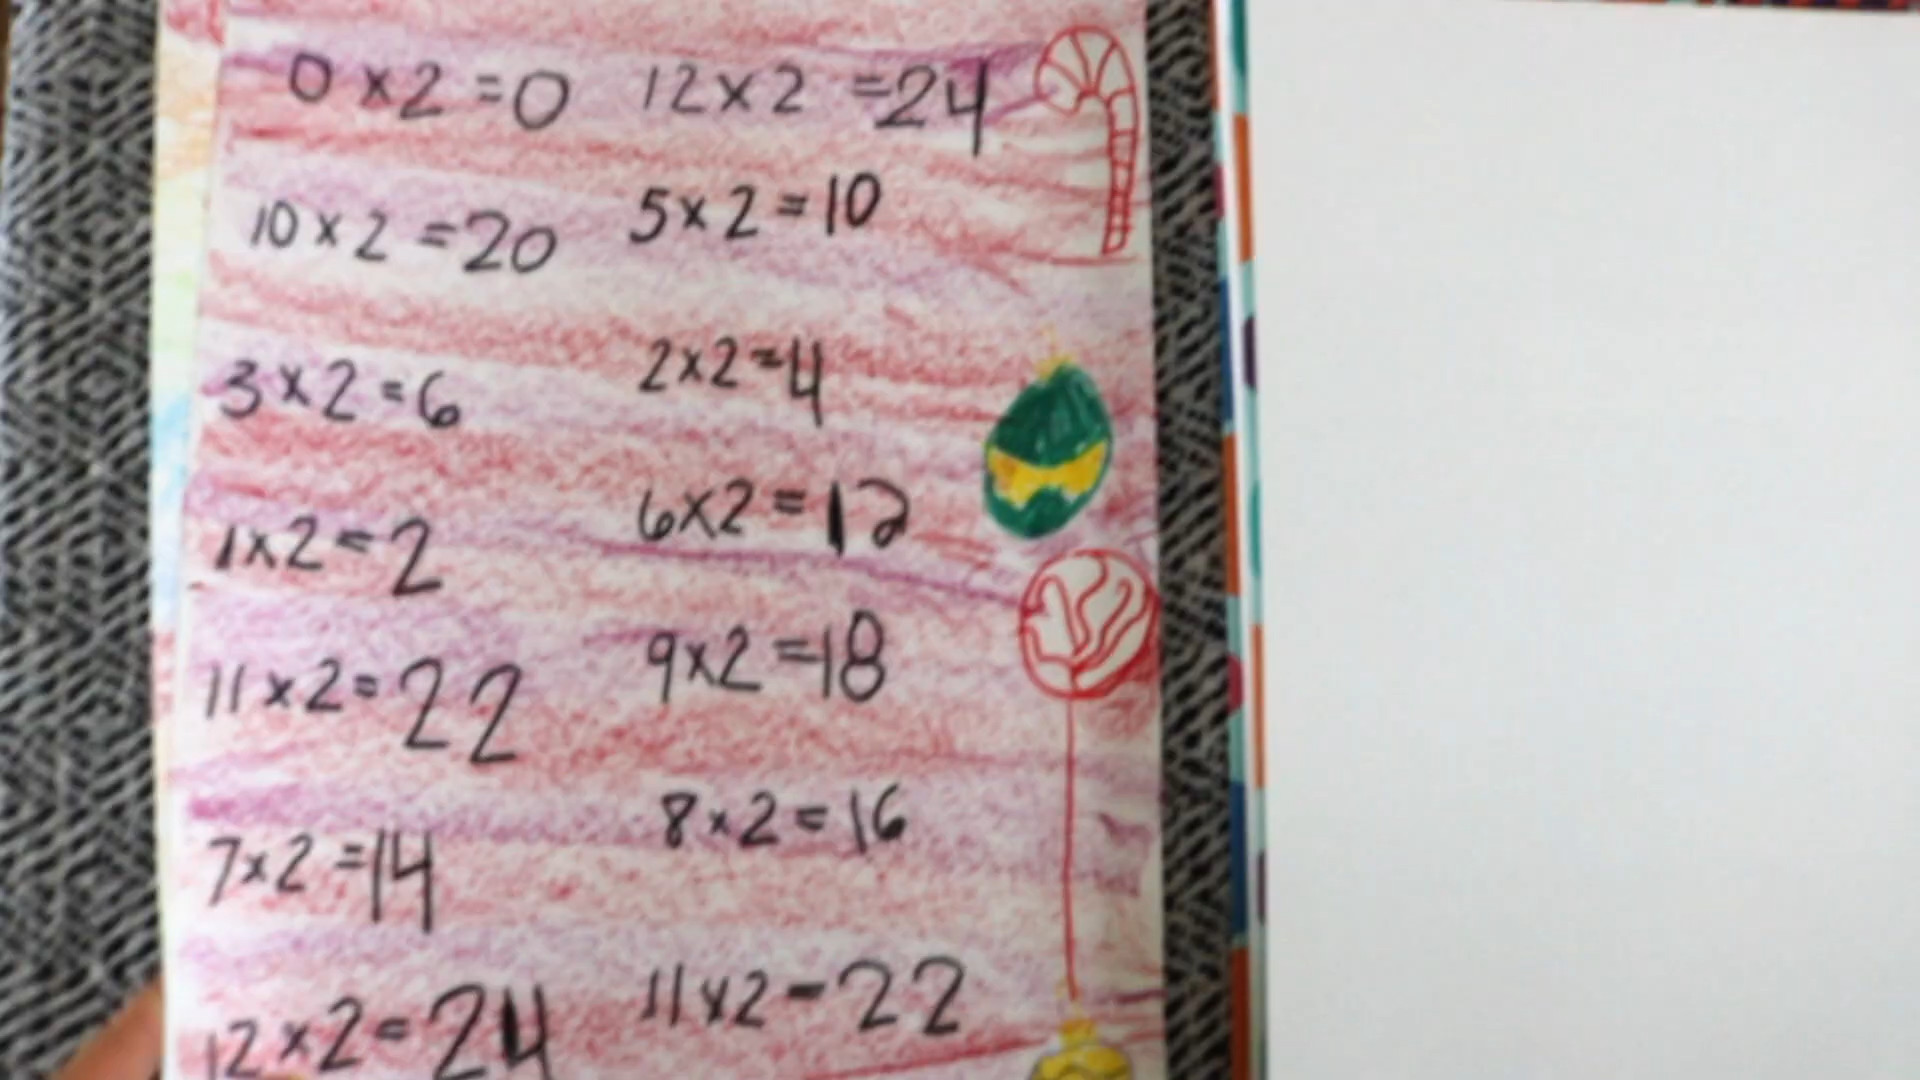 0 x 2 = 0 12 x 2 = 24
10 x 2 = 20 5 x 2 = 10
3 x 2 = 6 2 x 2 = 4
1 x 2 = 2 6 x 2 = 12
11 x 2 = 22 9 x 2 = 18
7 x 2 = 14 8 x 2 = 16
12 x 2 = 24 11 x 2 = 22